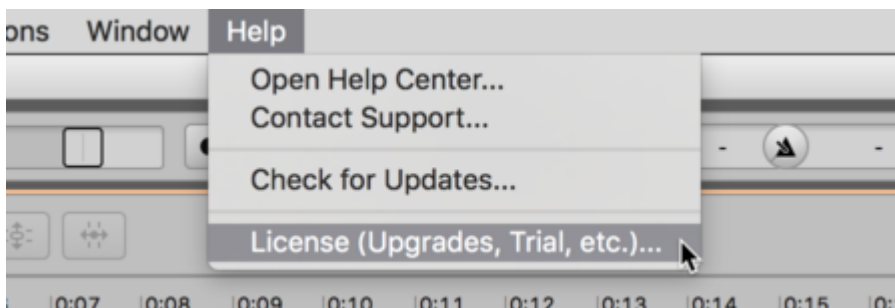 ons Window Help
Open Help Center...
Contact Support...
Check for Updates...
License (Upgrades, Trial, etc.)...
0:07 0:08 0:09 0:10 0:11 0:12 0:13 0:14 0:15